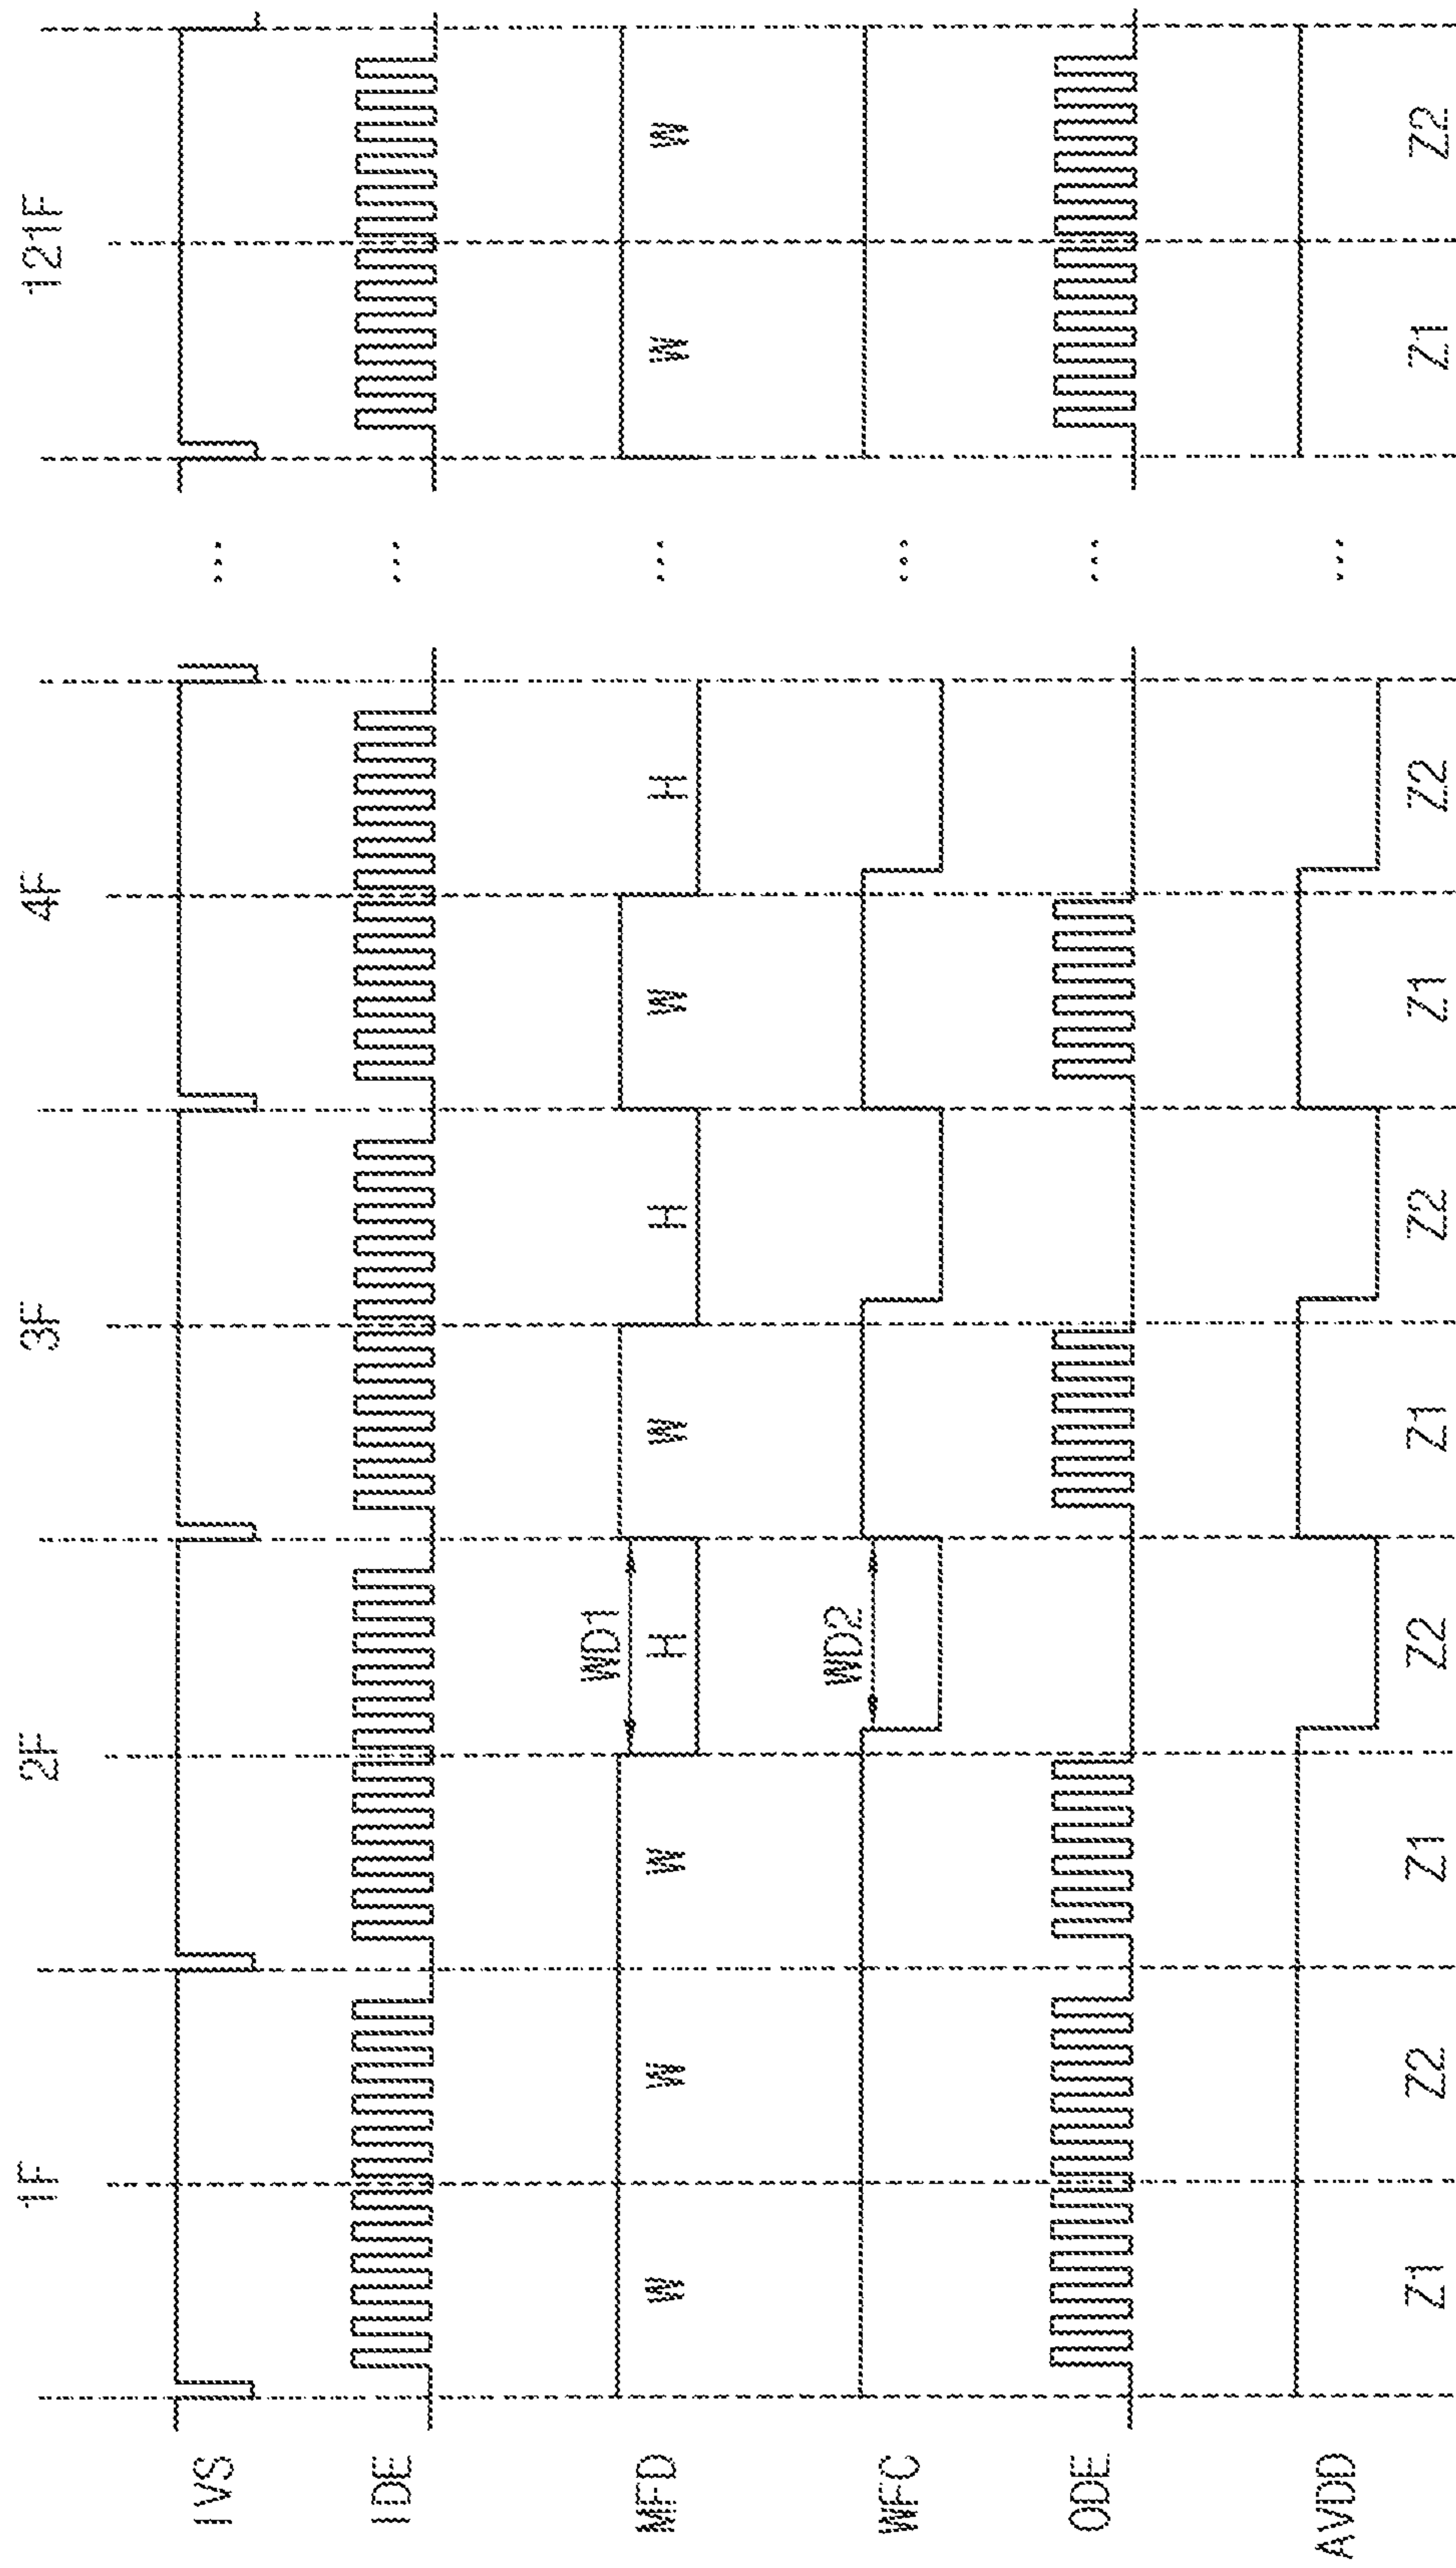 1F 2F 3F 4F 121F
IVS ...
IDE ...
MFD W W W WD1 H W H W H ... W W
WFC WD2 ...
ODE ...
AVDD ...
Z1 Z2 Z1 Z2 Z1 Z2 Z1 Z2 Z1 Z2